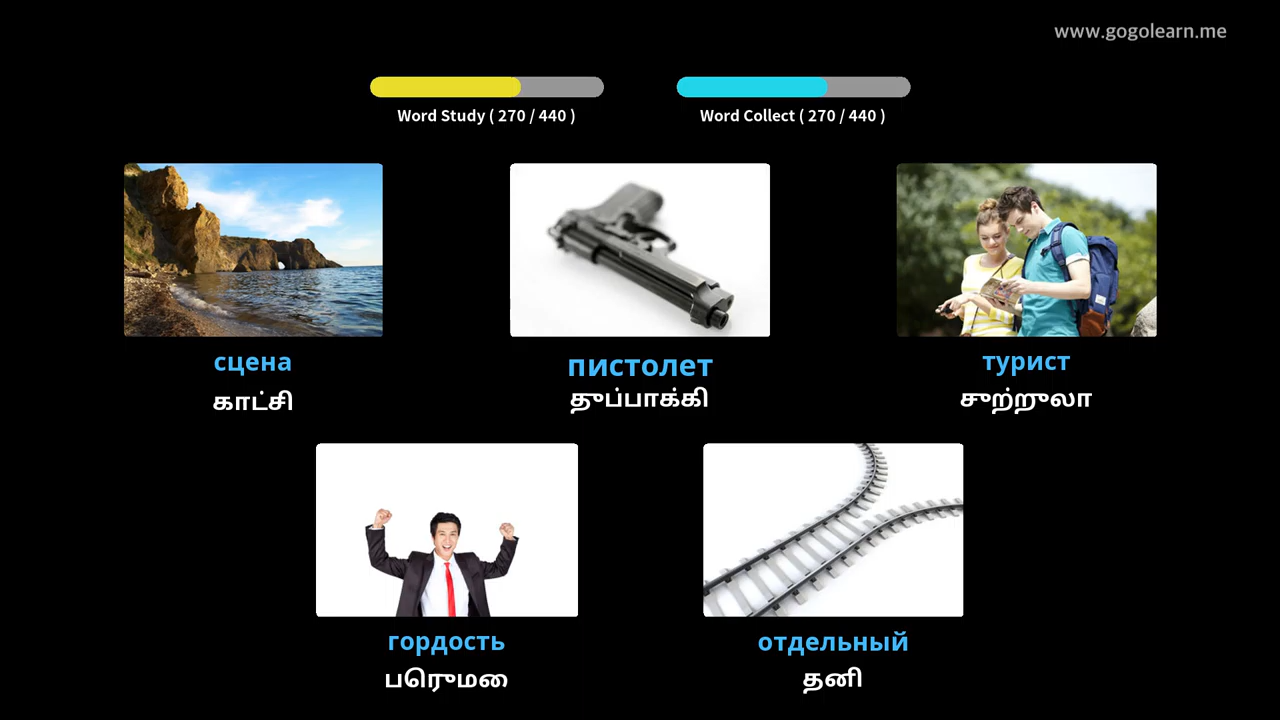 www.gogolearn.me
Word Study ( 270 / 440 )
Word Collect ( 270 / 440 )
сцена
காட்சி
пистолет
துப்பாக்கி
турист
சுற்றுலா
гордость
பெருமை
отдельный
தனி